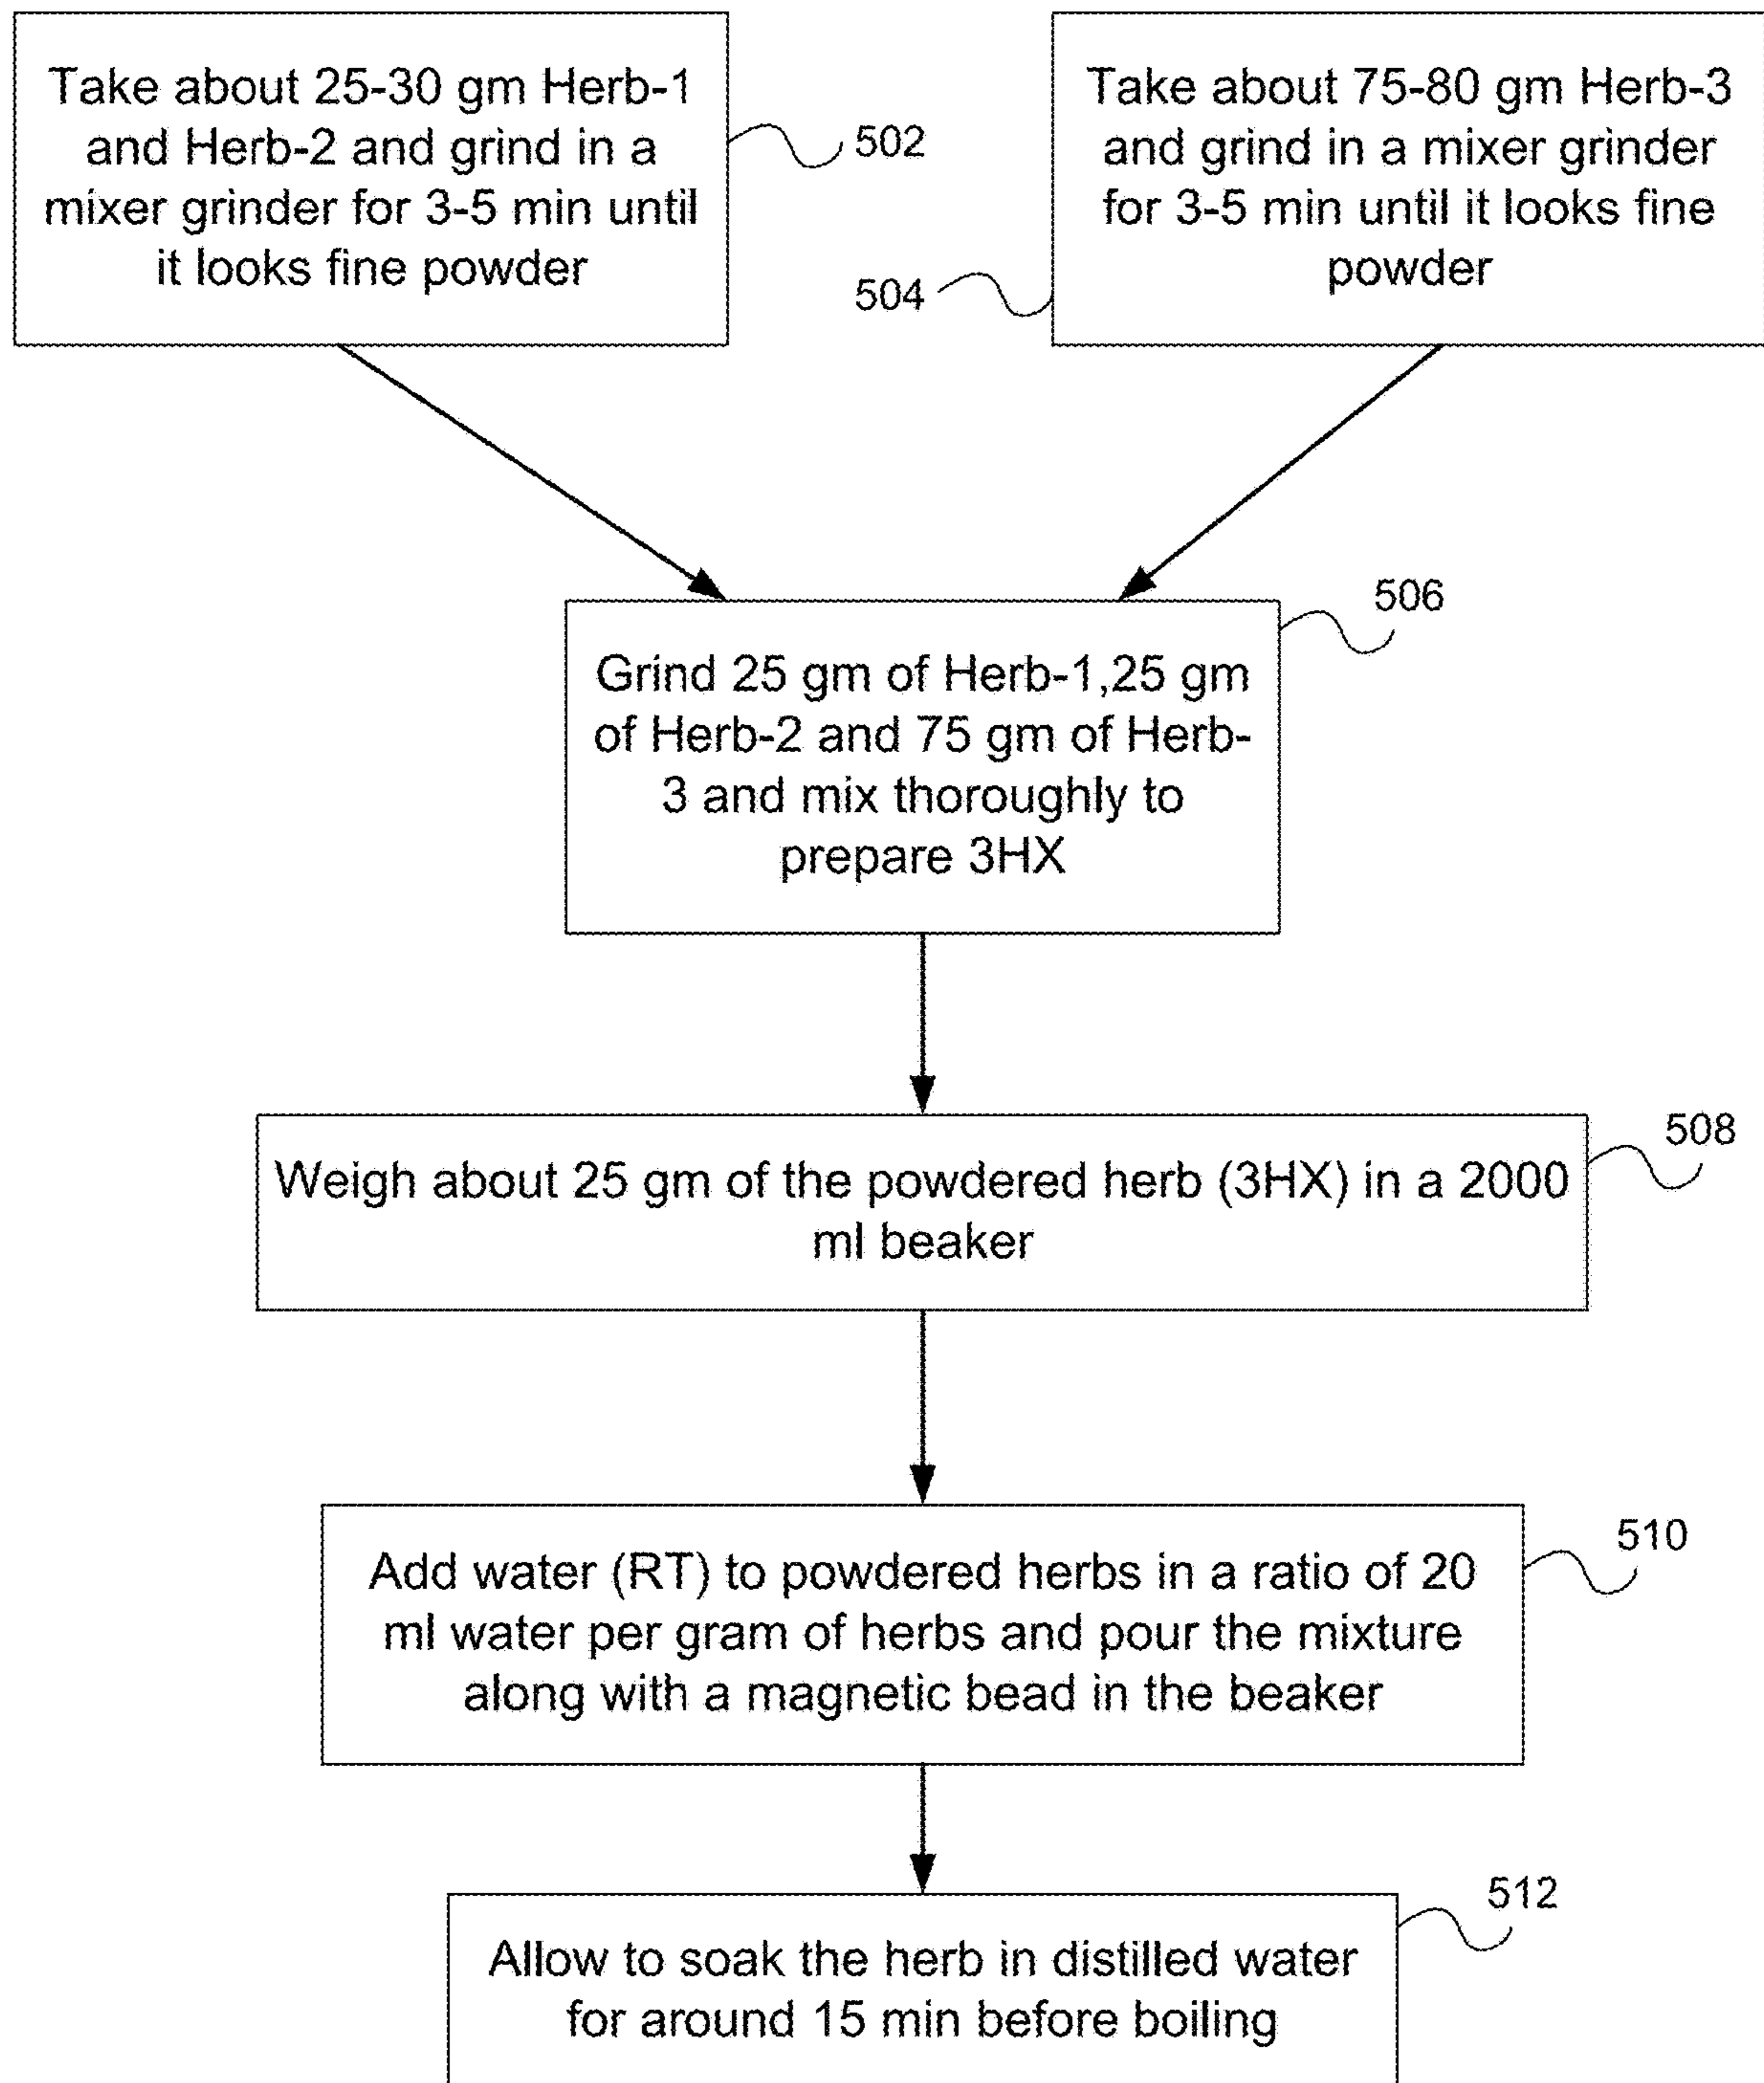 Take about 25-30 gm Herb-1
and Herb-2 and grind in a
mixer grinder for 3-5 min until
it looks fine powder
502
Take about 75-80 gm Herb-3
and grind in a mixer grinder
for 3-5 min until it looks fine
powder
504
506
Grind 25 gm of Herb-1,25 gm
of Herb-2 and 75 gm of Herb-
3 and mix thoroughly to
prepare 3HX
508
Weigh about 25 gm of the powdered herb (3HX) in a 2000
ml beaker
510
Add water (RT) to powdered herbs in a ratio of 20
ml water per gram of herbs and pour the mixture
along with a magnetic bead in the beaker
512
Allow to soak the herb in distilled water
for around 15 min before boiling